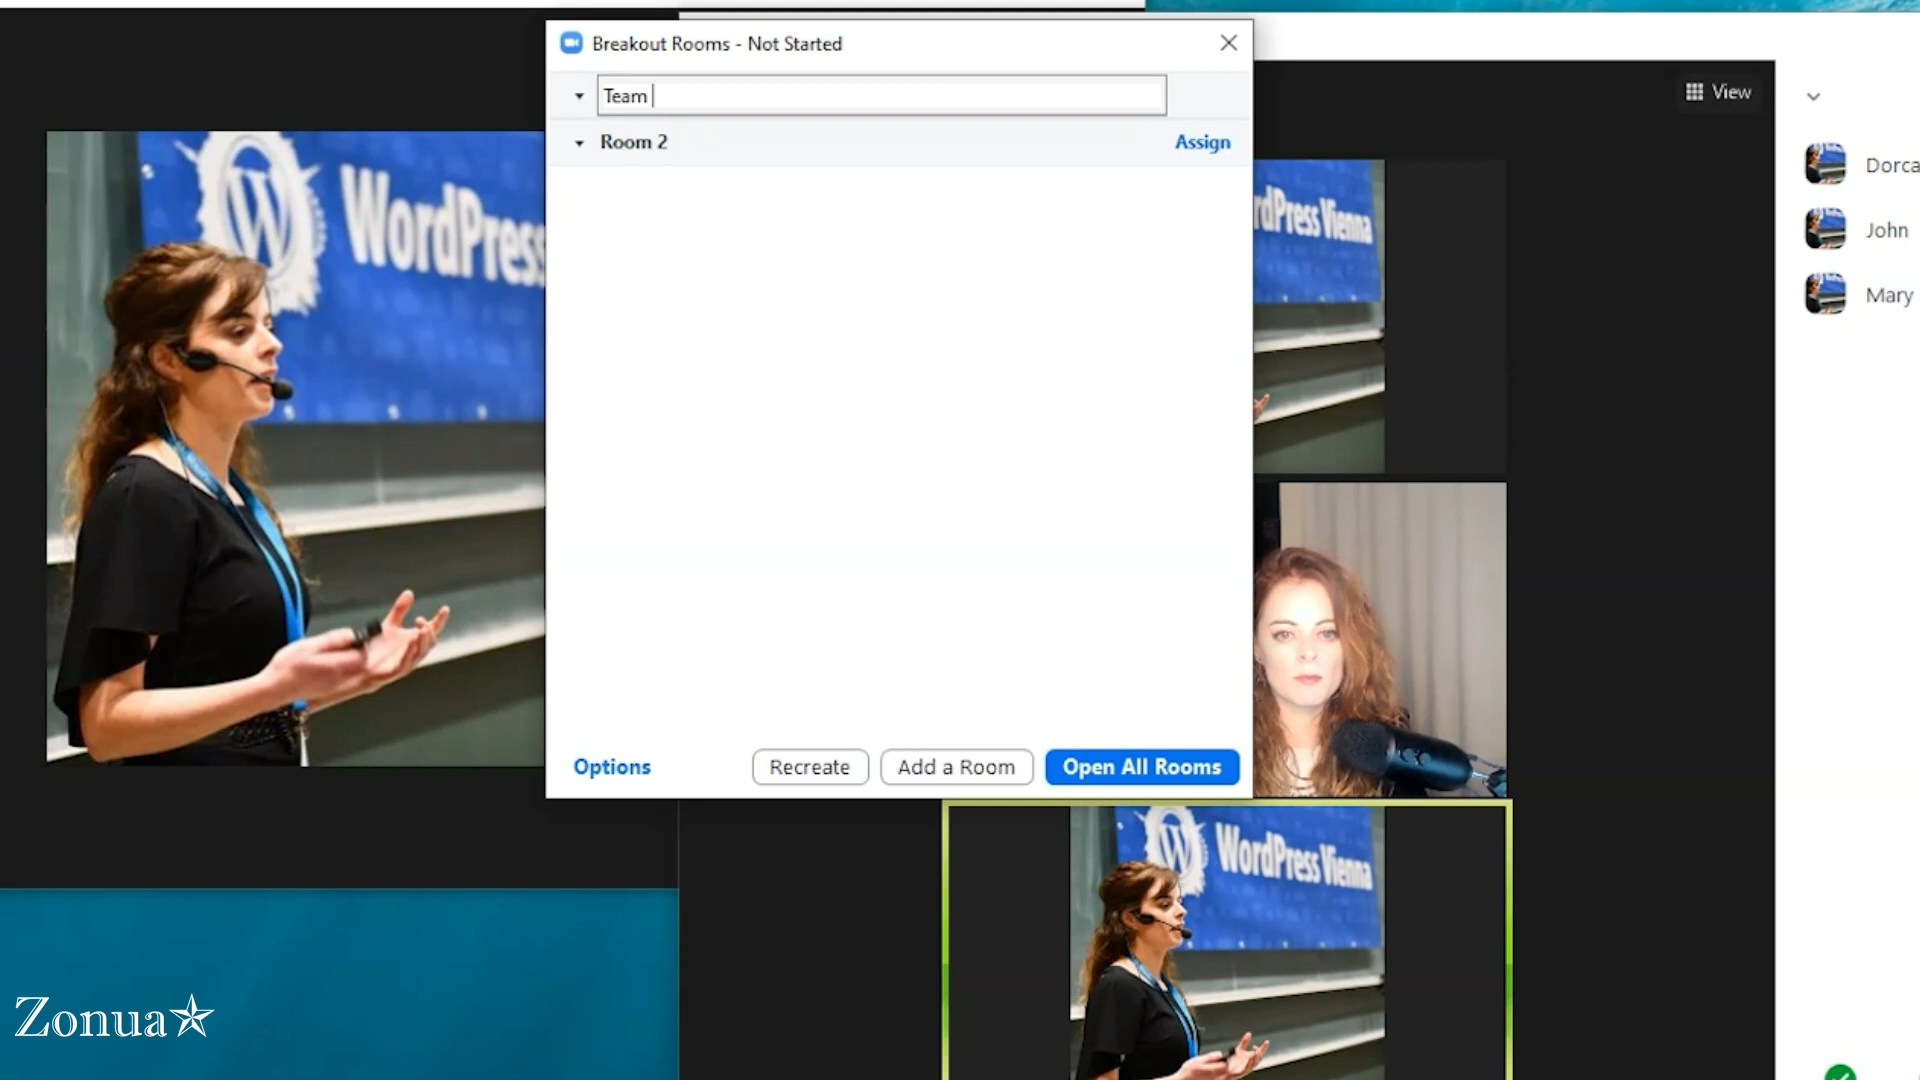 Breakout Rooms - Not Started
Team
Room 2
Assign
Options
Recreate
Add a Room
Open All Rooms
View
Dorca
John
Mary
WordPress
rdPress Vienna
WordPress Vienna
Zonua